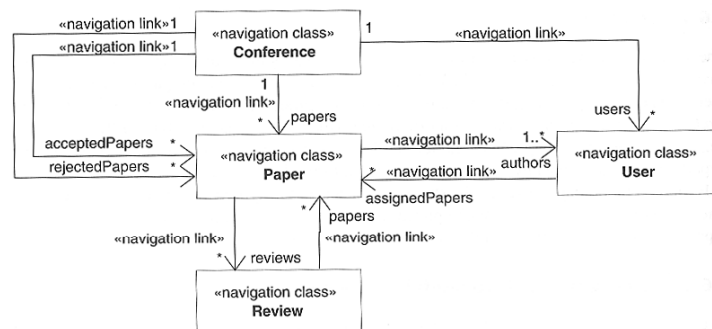 «navigation link»1
«navigation link»1
«navigation class»
Conference
1
«navigation link»
1
«navigation link»
* papers
users *
acceptedPapers *
rejectedPapers *
«navigation class»
Paper
«navigation link» 1..*
authors
* «navigation link»
assignedPapers
«navigation class»
User
* papers
«navigation link»
«navigation link»
* reviews
«navigation class»
Review